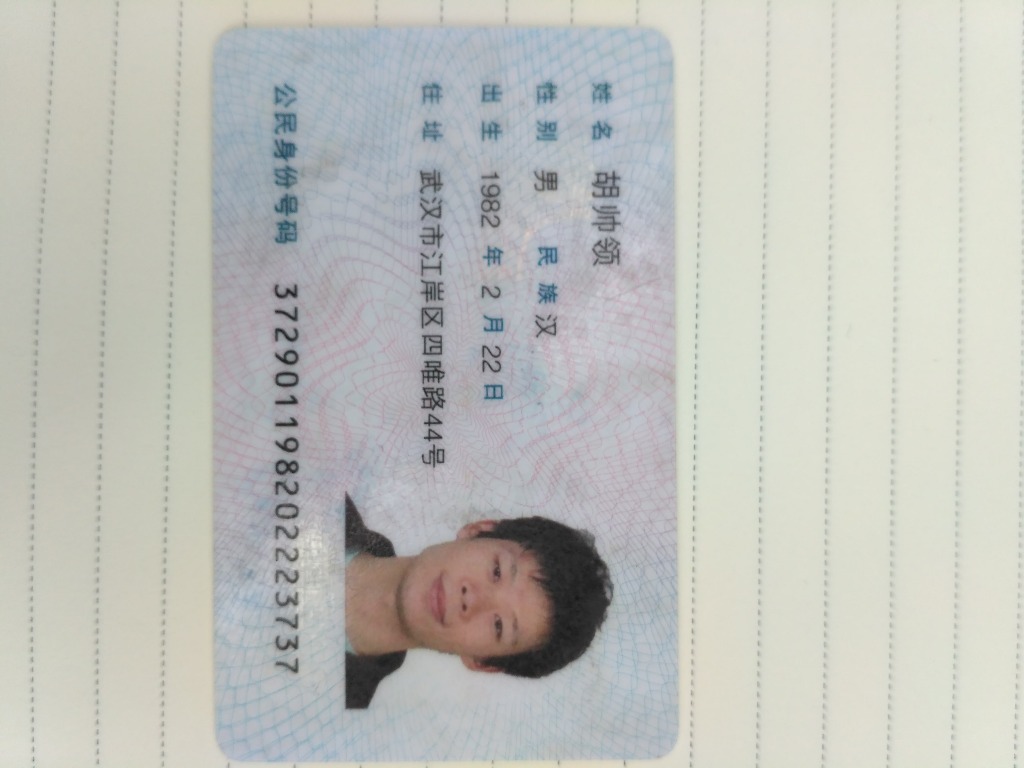 姓名 胡帅领
性别 男 民族 汉
出生 1982 年 2 月 22 日
住址 武汉市江岸区四唯路44号
公民身份号码 372901198202223737